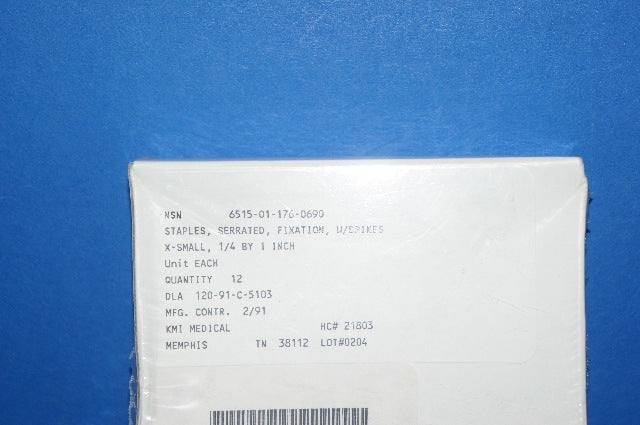 NSN 6515-01-176-0690
STAPLES, SERRATED, FIXATION, W/SPIKES
X-SMALL, 1/4 BY 1 INCH
Unit EACH
QUANTITY 12
DLA 120-91-C-5103
MFG. CONTR. 2/91
KMI MEDICAL HC# 21803
MEMPHIS TN 38112 LOT#0204